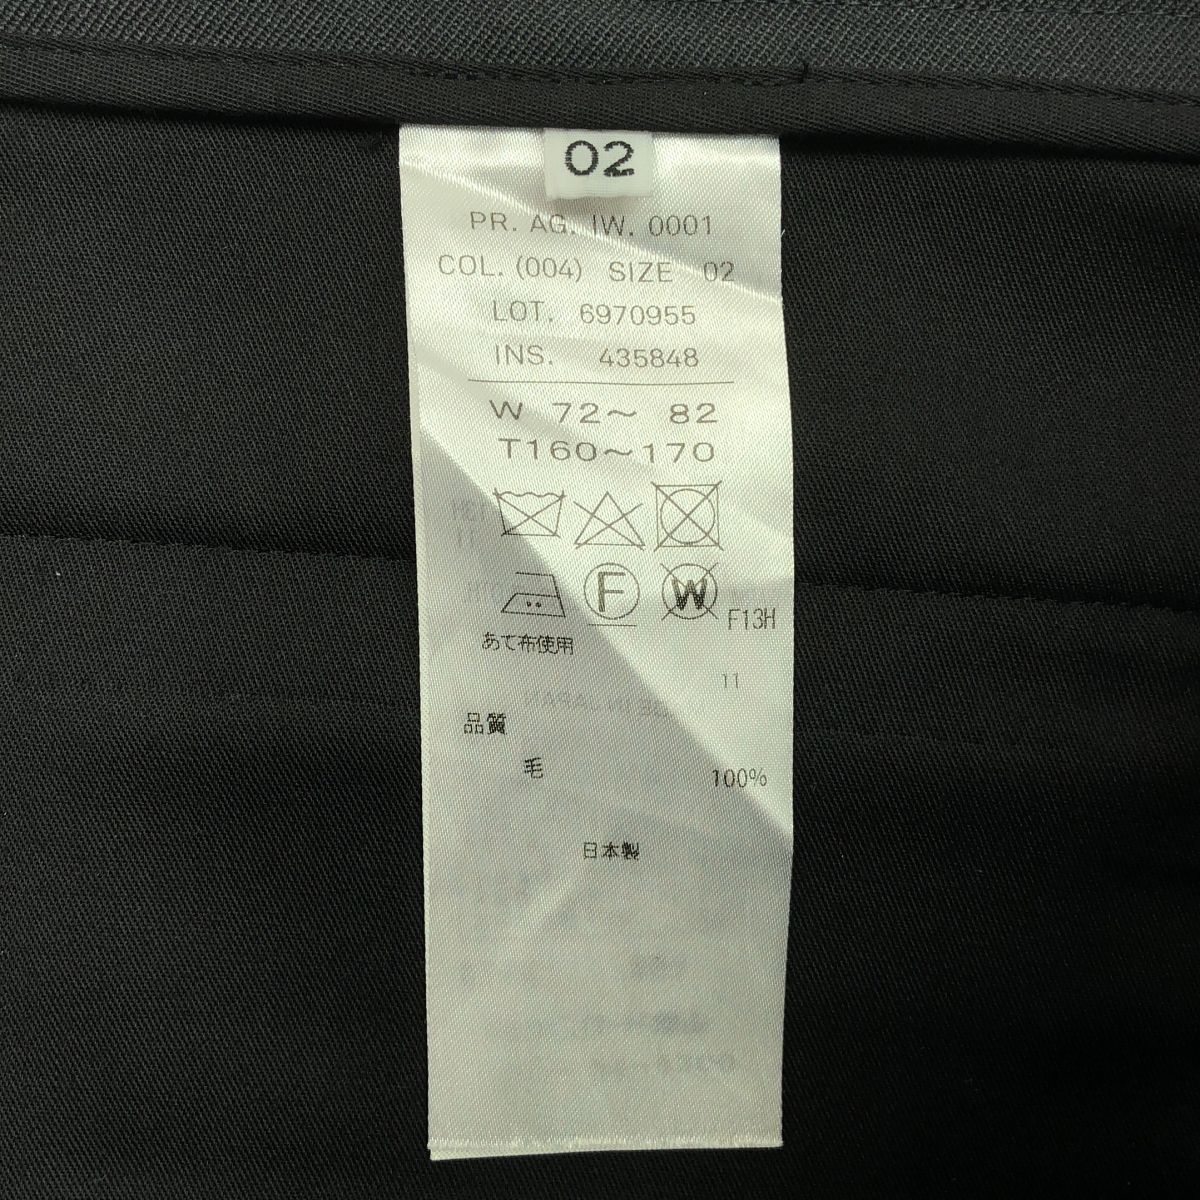 02
PR. AG. IW. 0001
COL. (004) SIZE 02
LOT. 6970955
INS. 435848
W 72～ 82
T160～170
F W F13H
あて布使用
11
品質
毛 100%
日本製